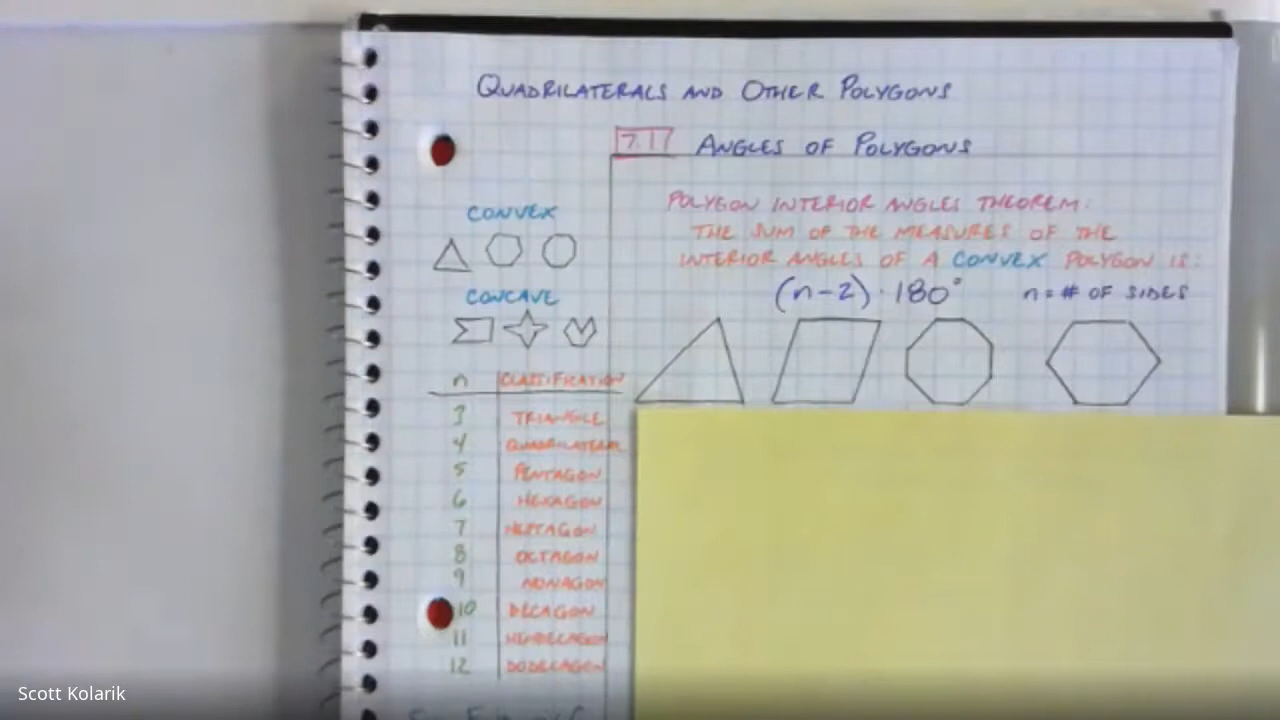 QUADRILATERALS AND OTHER POLYGONS
7.1 ANGLES OF POLYGONS
POLYGON INTERIOR ANGLES THEOREM:
THE SUM OF THE MEASURES OF THE
INTERIOR ANGLES OF A CONVEX POLYGON IS:
(n-2) · 180° n = # OF SIDES
CONVEX
CONCAVE
n CLASSIFICATION
3 TRIANGLE
4 QUADRILATERAL
5 PENTAGON
6 HEXAGON
7 HEPTAGON
8 OCTAGON
9 NONAGON
10 DECAGON
11 HENDECAGON
12 DODECAGON
Scott Kolarik